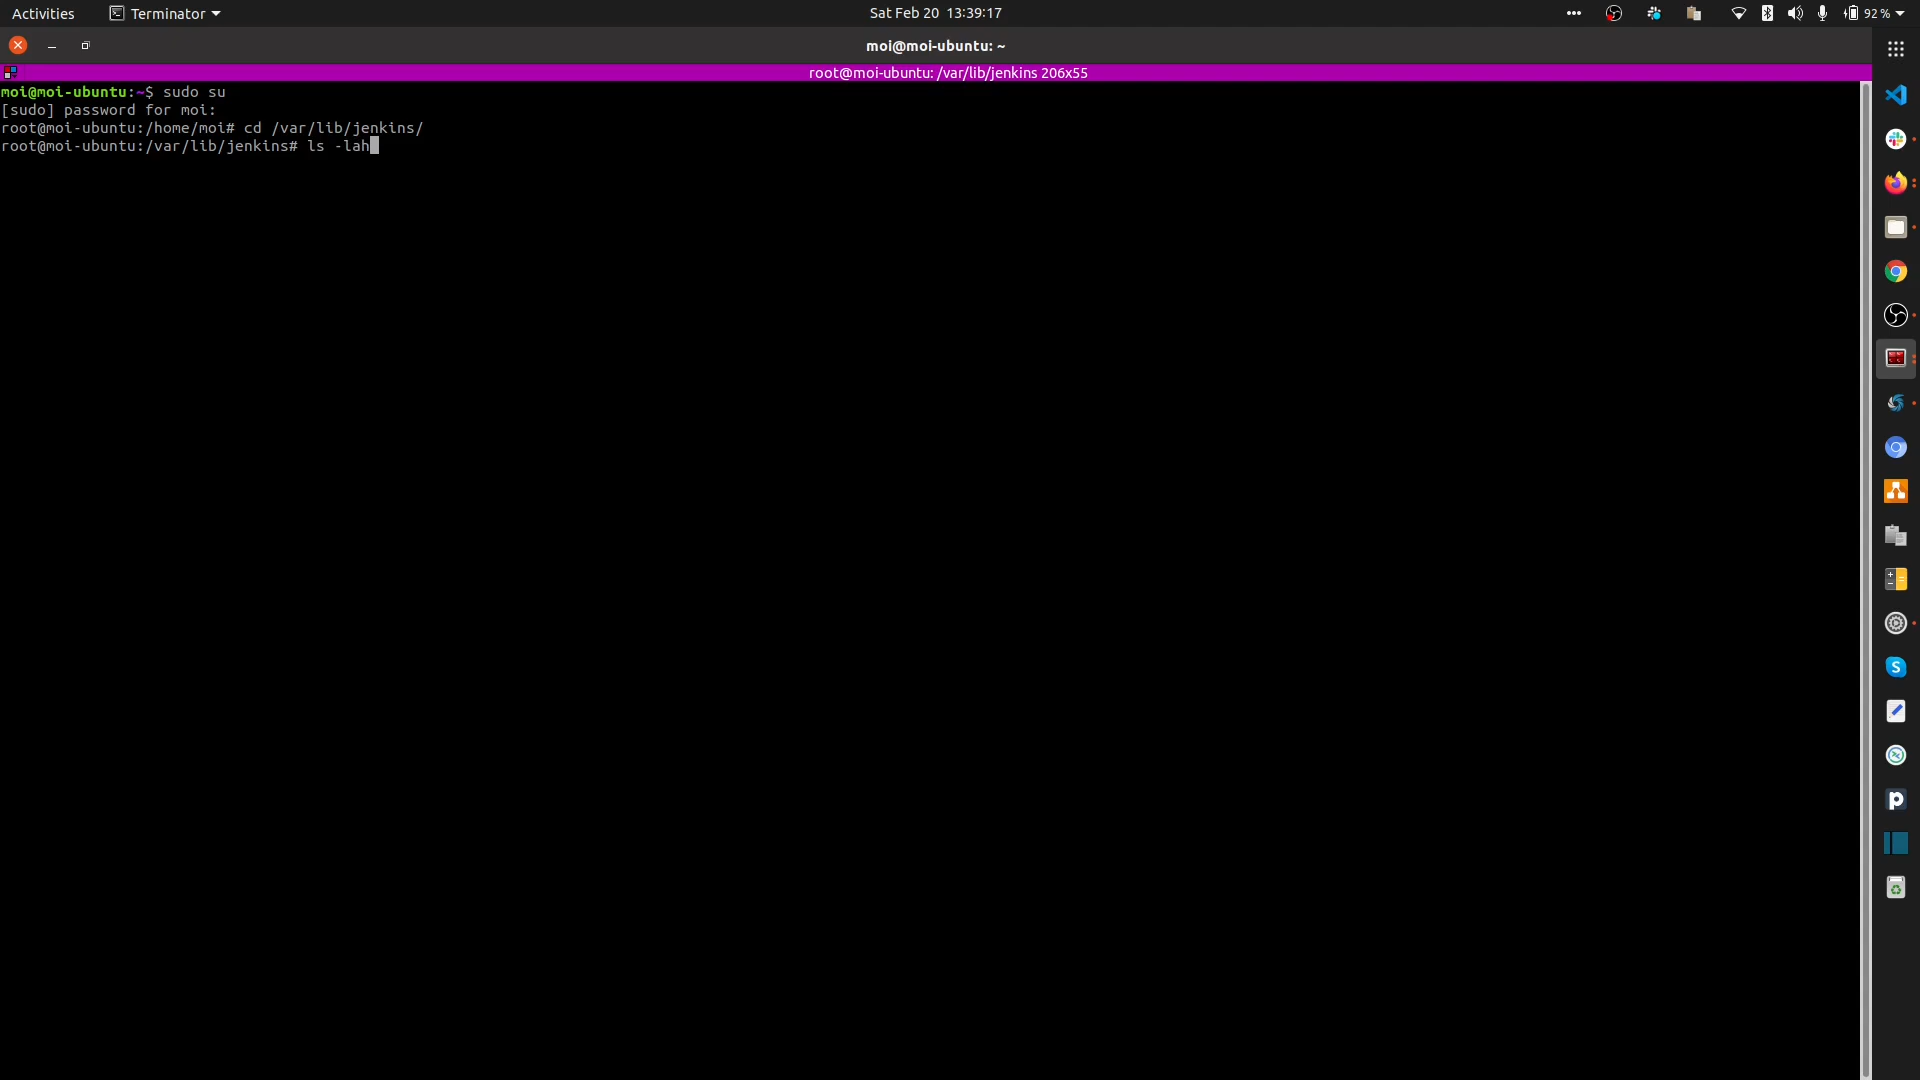 Activities
Terminator
Sat Feb 20 13:39:17
92 %
moi@moi-ubuntu: ~
root@moi-ubuntu: /var/lib/jenkins 206x55
moi@moi-ubuntu:~$ sudo su
[sudo] password for moi:
root@moi-ubuntu:/home/moi# cd /var/lib/jenkins/
root@moi-ubuntu:/var/lib/jenkins# ls -lah